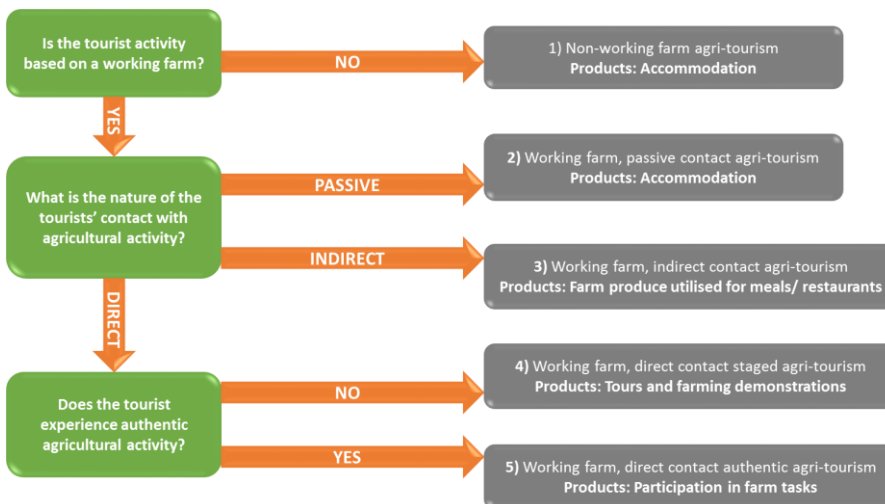 Is the tourist activity
based on a working farm?
NO
1) Non-working farm agri-tourism
Products: Accommodation
YES
What is the nature of the
tourists' contact with
agricultural activity?
PASSIVE
2) Working farm, passive contact agri-tourism
Products: Accommodation
INDIRECT
3) Working farm, indirect contact agri-tourism
Products: Farm produce utilised for meals/ restaurants
DIRECT
Does the tourist
experience authentic
agricultural activity?
NO
4) Working farm, direct contact staged agri-tourism
Products: Tours and farming demonstrations
YES
5) Working farm, direct contact authentic agri-tourism
Products: Participation in farm tasks